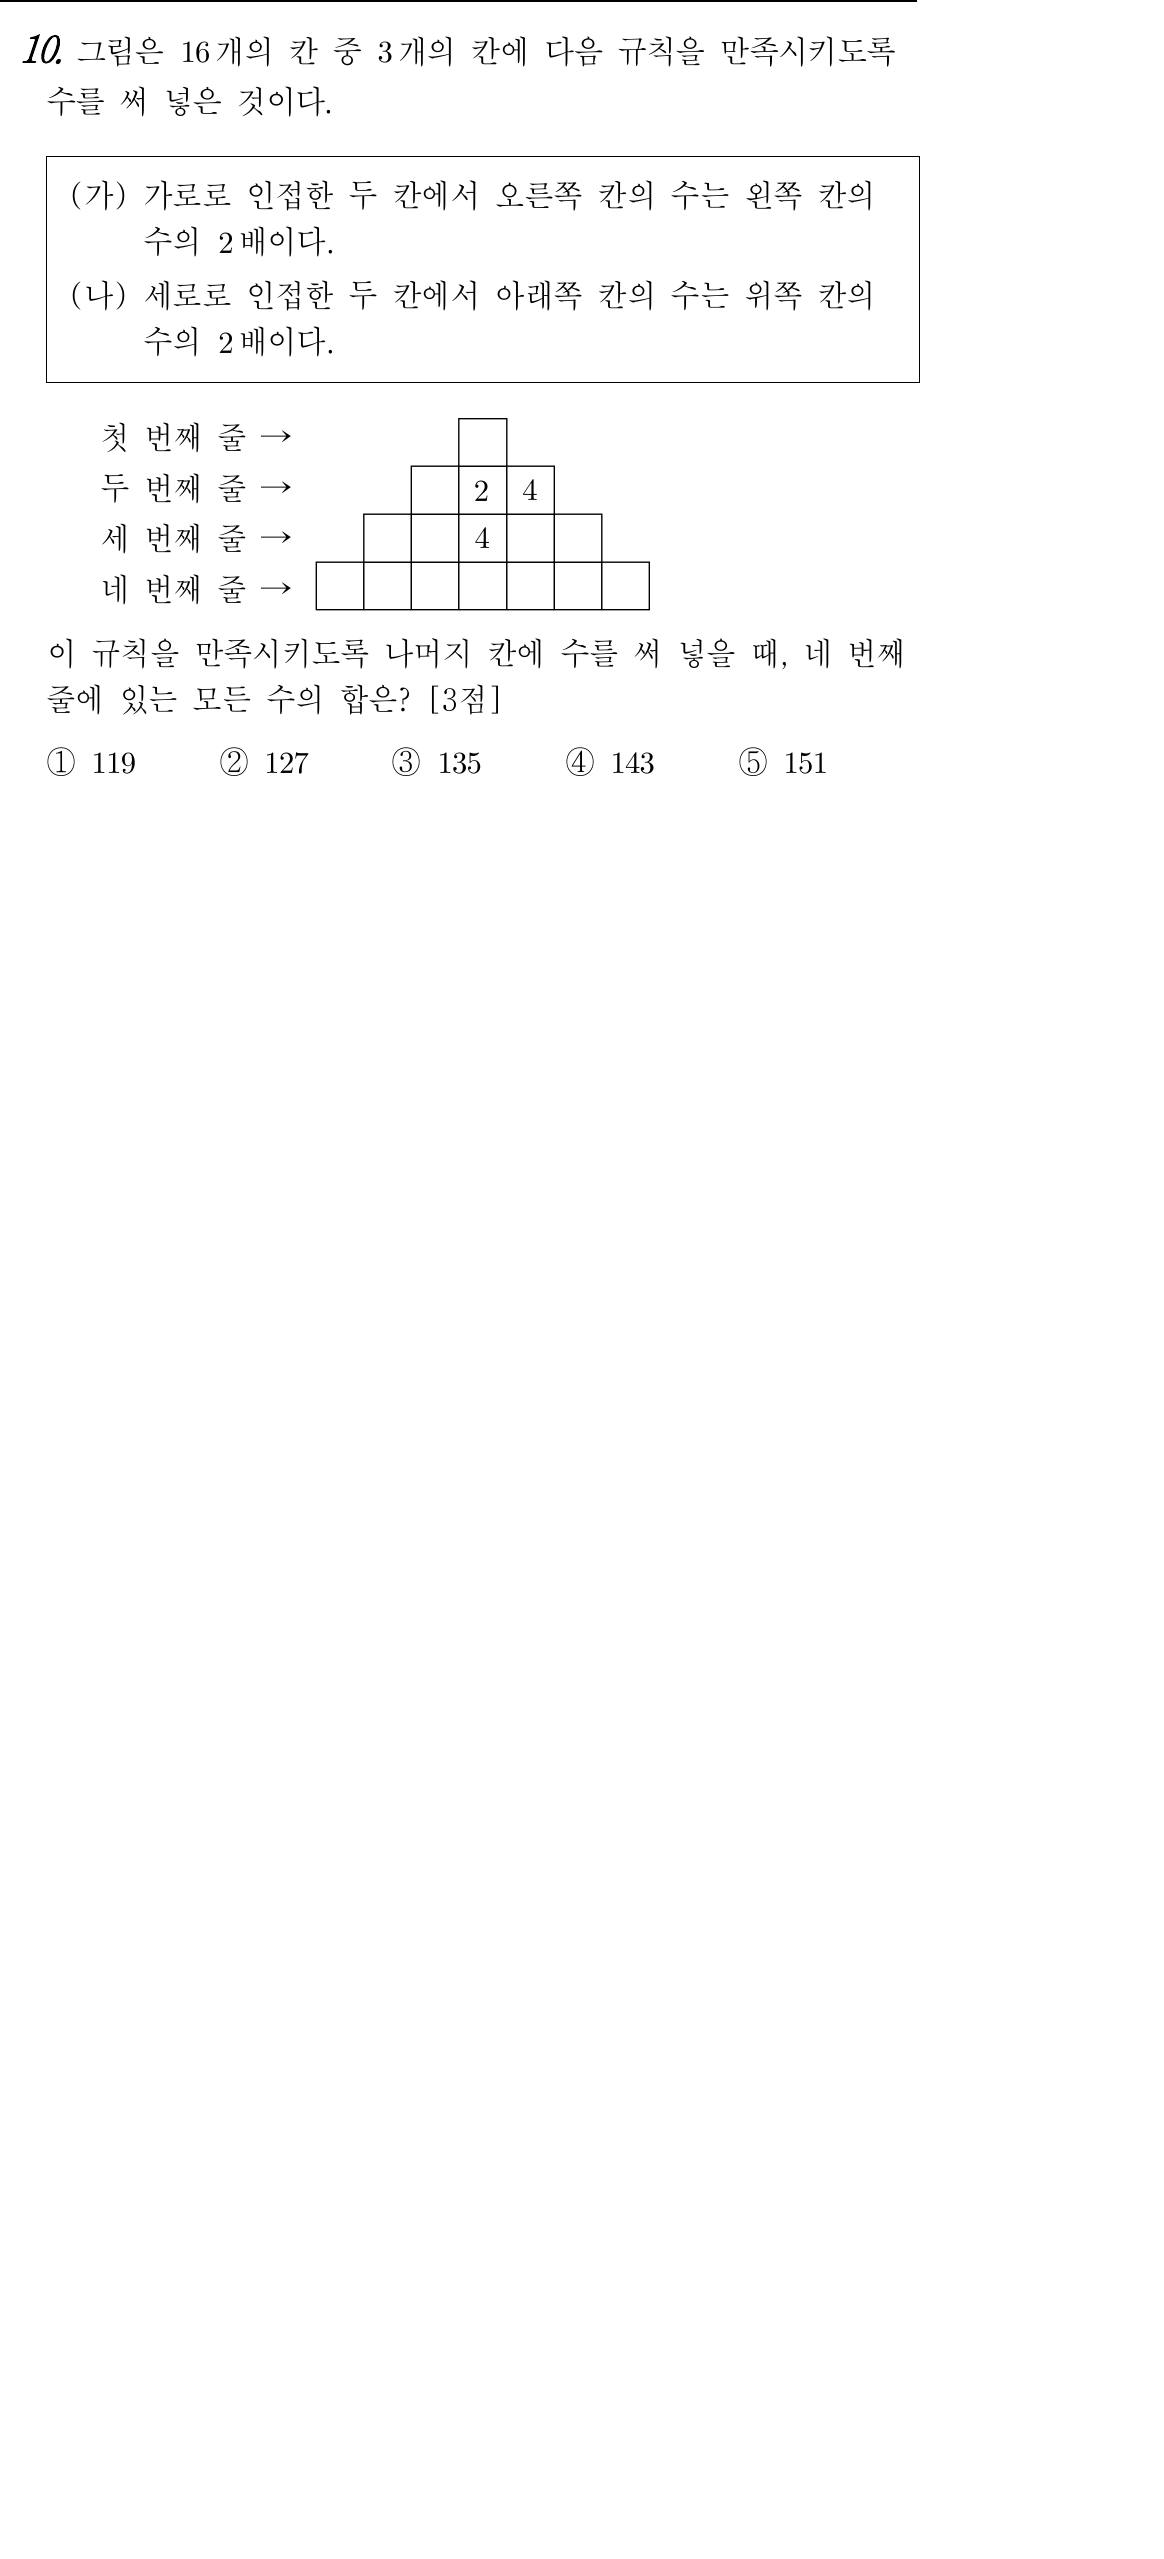 10. 그림은 16개의 칸 중 3개의 칸에 다음 규칙을 만족시키도록
수를 써 넣은 것이다.
(가) 가로로 인접한 두 칸에서 오른쪽 칸의 수는 왼쪽 칸의
수의 2배이다.
(나) 세로로 인접한 두 칸에서 아래쪽 칸의 수는 위쪽 칸의
수의 2배이다.
첫 번째 줄 →
두 번째 줄 → 2 4
세 번째 줄 → 4
네 번째 줄 →
이 규칙을 만족시키도록 나머지 칸에 수를 써 넣을 때, 네 번째
줄에 있는 모든 수의 합은? [3점]
① 119 ② 127 ③ 135 ④ 143 ⑤ 151